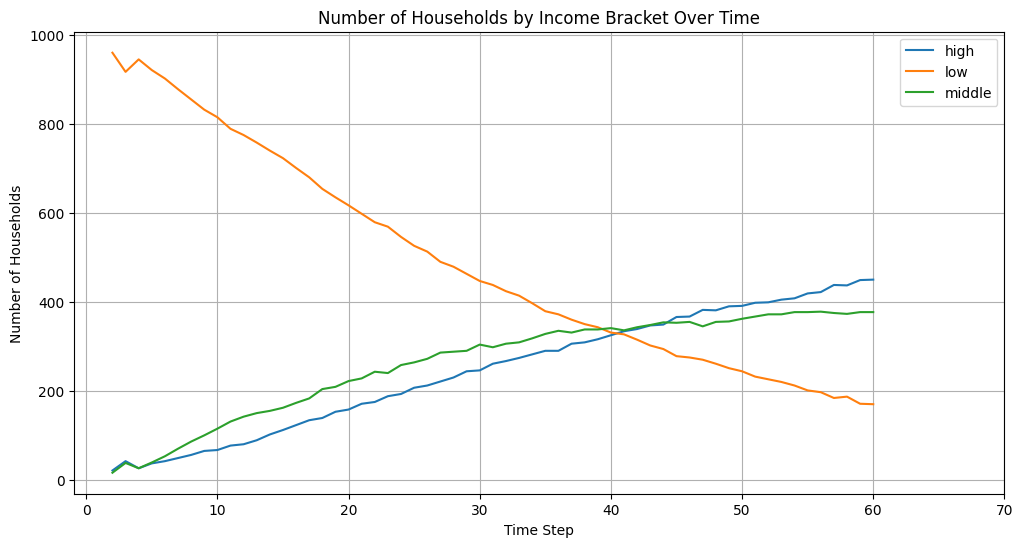 Number of Households by Income Bracket Over Time
Number of Households
1000
800
600
400
200
0
high
low
middle
0 10 20 30 40 50 60 70
Time Step